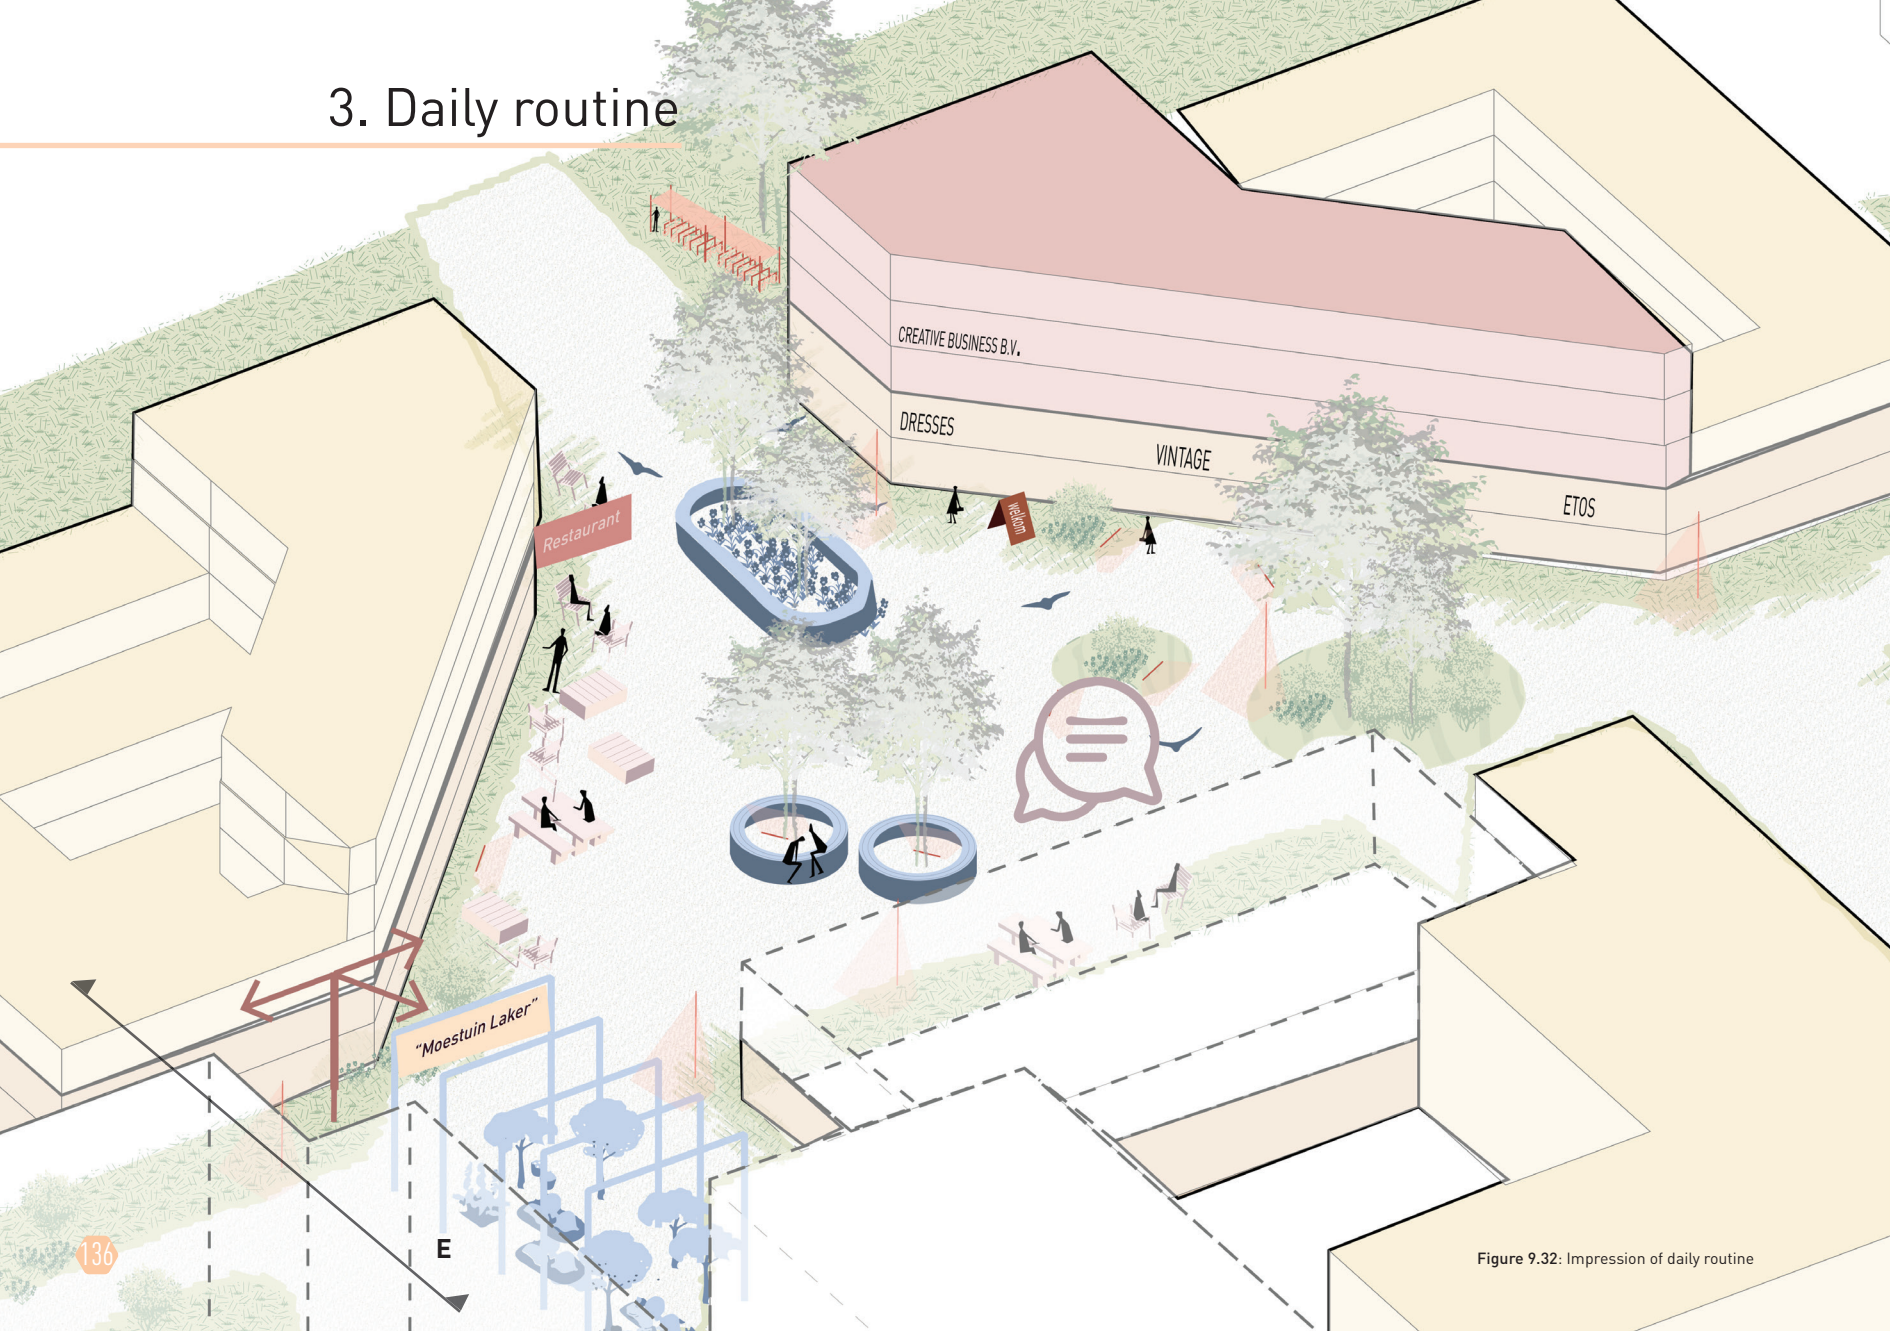 3. Daily routine
CREATIVE BUSINESS B.V.
DRESSES
VINTAGE
ETOS
welkom
Restaurant
"Moestuin Laker"
E
136
Figure 9.32: Impression of daily routine